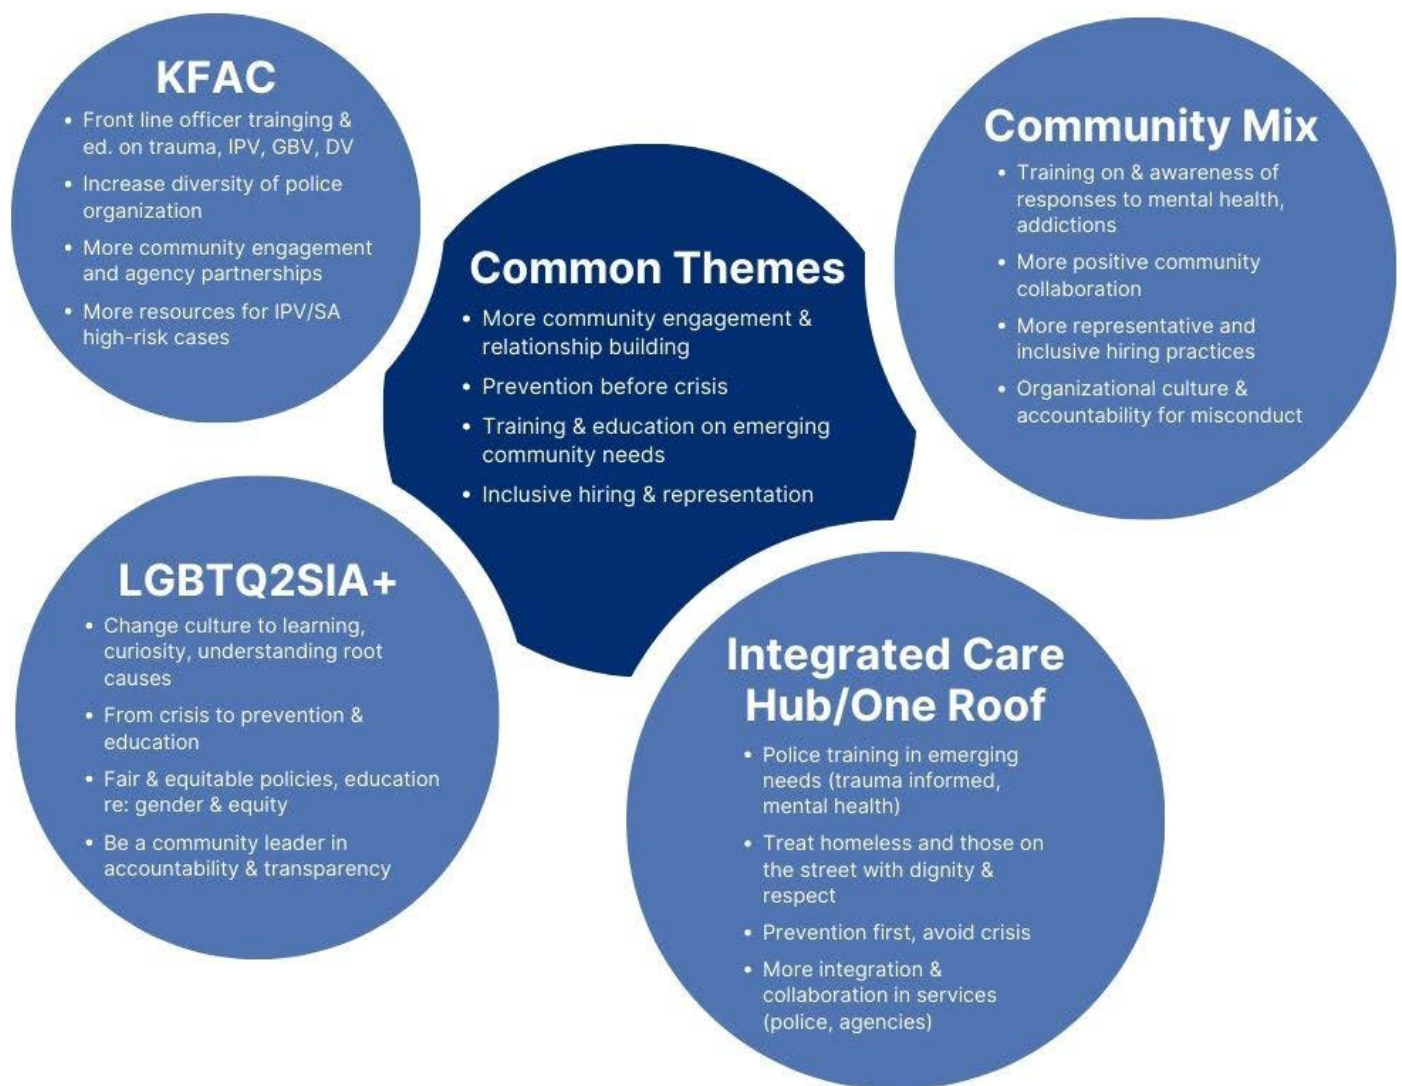 KFAC
• Front line officer trainging &
ed. on trauma, IPV, GBV, DV
• Increase diversity of police
organization
• More community engagement
and agency partnerships
• More resources for IPV/SA
high-risk cases
Common Themes
• More community engagement &
relationship building
• Prevention before crisis
• Training & education on emerging
community needs
• Inclusive hiring & representation
Community Mix
• Training on & awareness of
responses to mental health,
addictions
• More positive community
collaboration
• More representative and
inclusive hiring practices
• Organizational culture &
accountability for misconduct
LGBTQ2SIA+
• Change culture to learning,
curiosity, understanding root
causes
• From crisis to prevention &
education
• Fair & equitable policies, education
re: gender & equity
• Be a community leader in
accountability & transparency
Integrated Care
Hub/One Roof
• Police training in emerging
needs (trauma informed,
mental health)
• Treat homeless and those on
the street with dignity &
respect
• Prevention first, avoid crisis
• More integration &
collaboration in services
(police, agencies)